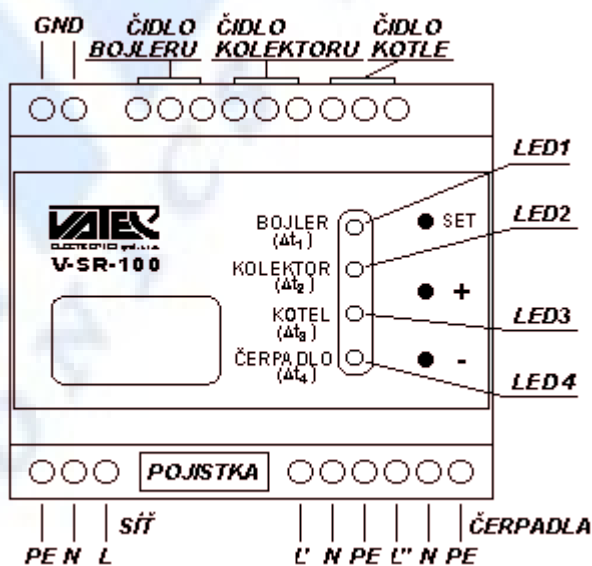 GND ČIDLO BOJLERU ČIDLO KOLEKTORU ČIDLO KOTLE
LED1
VATEK
V-SR-100
BOJLER
(Δt₁)
SET
LED2
KOLEKTOR
(Δt₂)
+
KOTEL
(Δt₃)
LED3
ČERPADLO
(Δt₄)
-
LED4
POJISTKA
SÍŤ
ČERPADLA
PE N L
L' N PE L" N PE